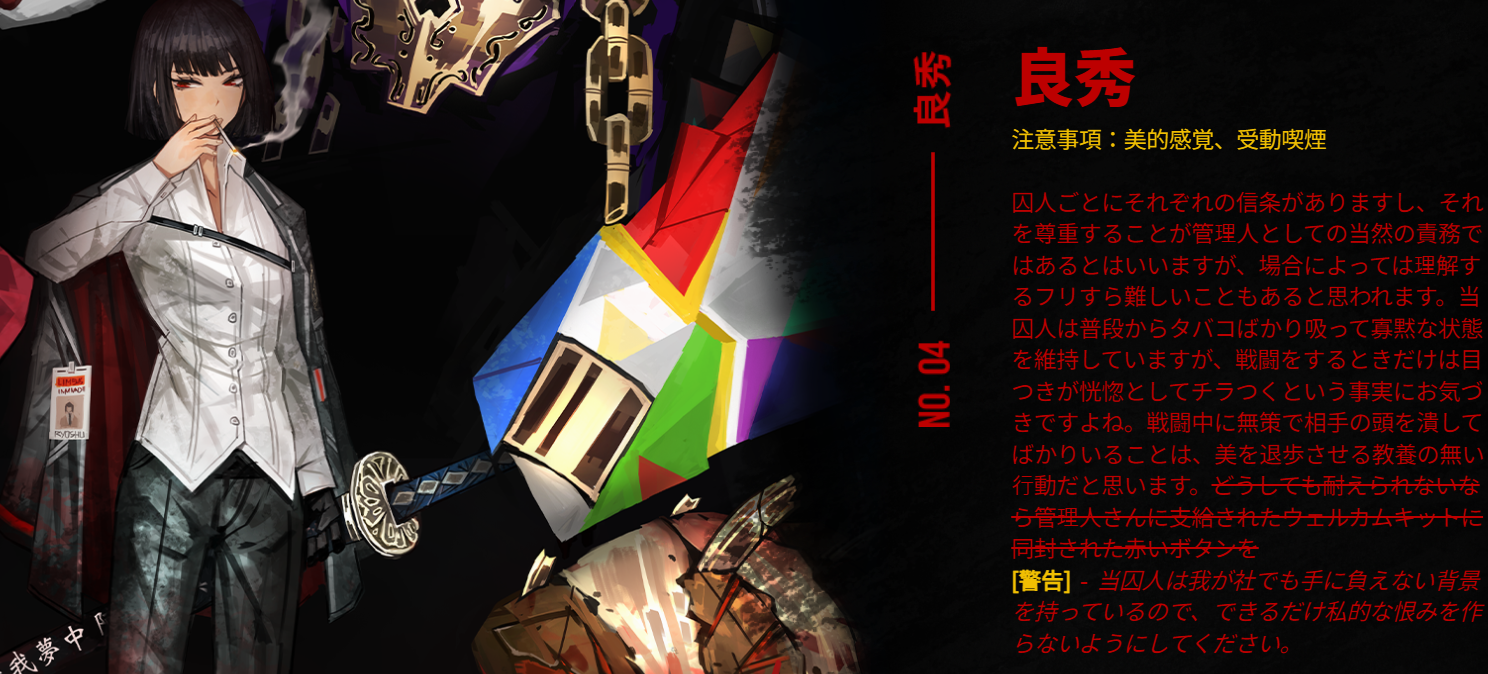 良秀
NO. 04
良秀
注意事項：美的感覚、受動喫煙
囚人ごとにそれぞれの信条がありますし、それ
を尊重することが管理人としての当然の責務で
はあるとはいいますが、場合によっては理解す
るフリすら難しいこともあると思われます。当
囚人は普段からタバコばかり吸って寡黙な状態
を維持していますが、戦闘をするときだけは目
つきが恍惚としてチラつくという事実にお気づ
きですよね。戦闘中に無策で相手の頭を潰して
ばかりいることは、美を退歩させる教養の無い
行動だと思います。どうしても耐えられないな
ら管理人さんに支給されたウェルカムキットに
同封された赤いボタンを
[警告] - 当囚人は我が社でも手に負えない背景
を持っているので、できるだけ私的な恨みを作
らないようにしてください。
RYOSHU
我夢中